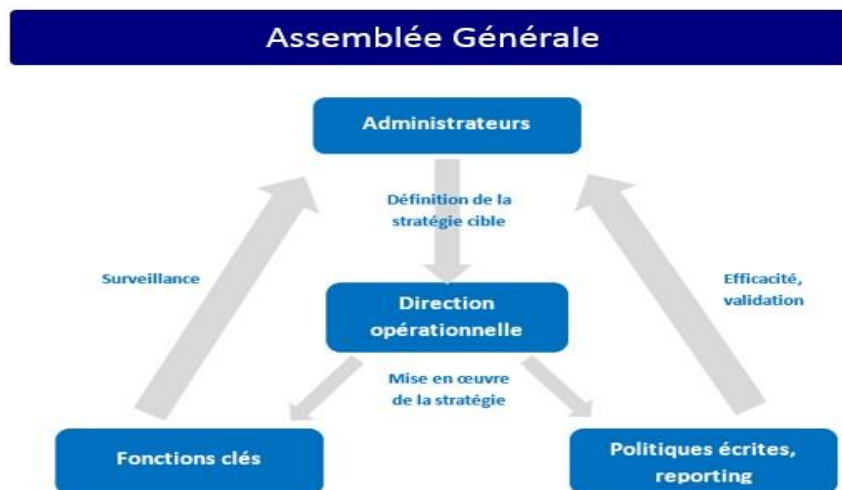 Assemblée Générale
Administrateurs
Définition de la
stratégie cible
Surveillance
Efficacité,
validation
Direction
opérationnelle
Mise en œuvre
de la stratégie
Fonctions clés
Politiques écrites,
reporting